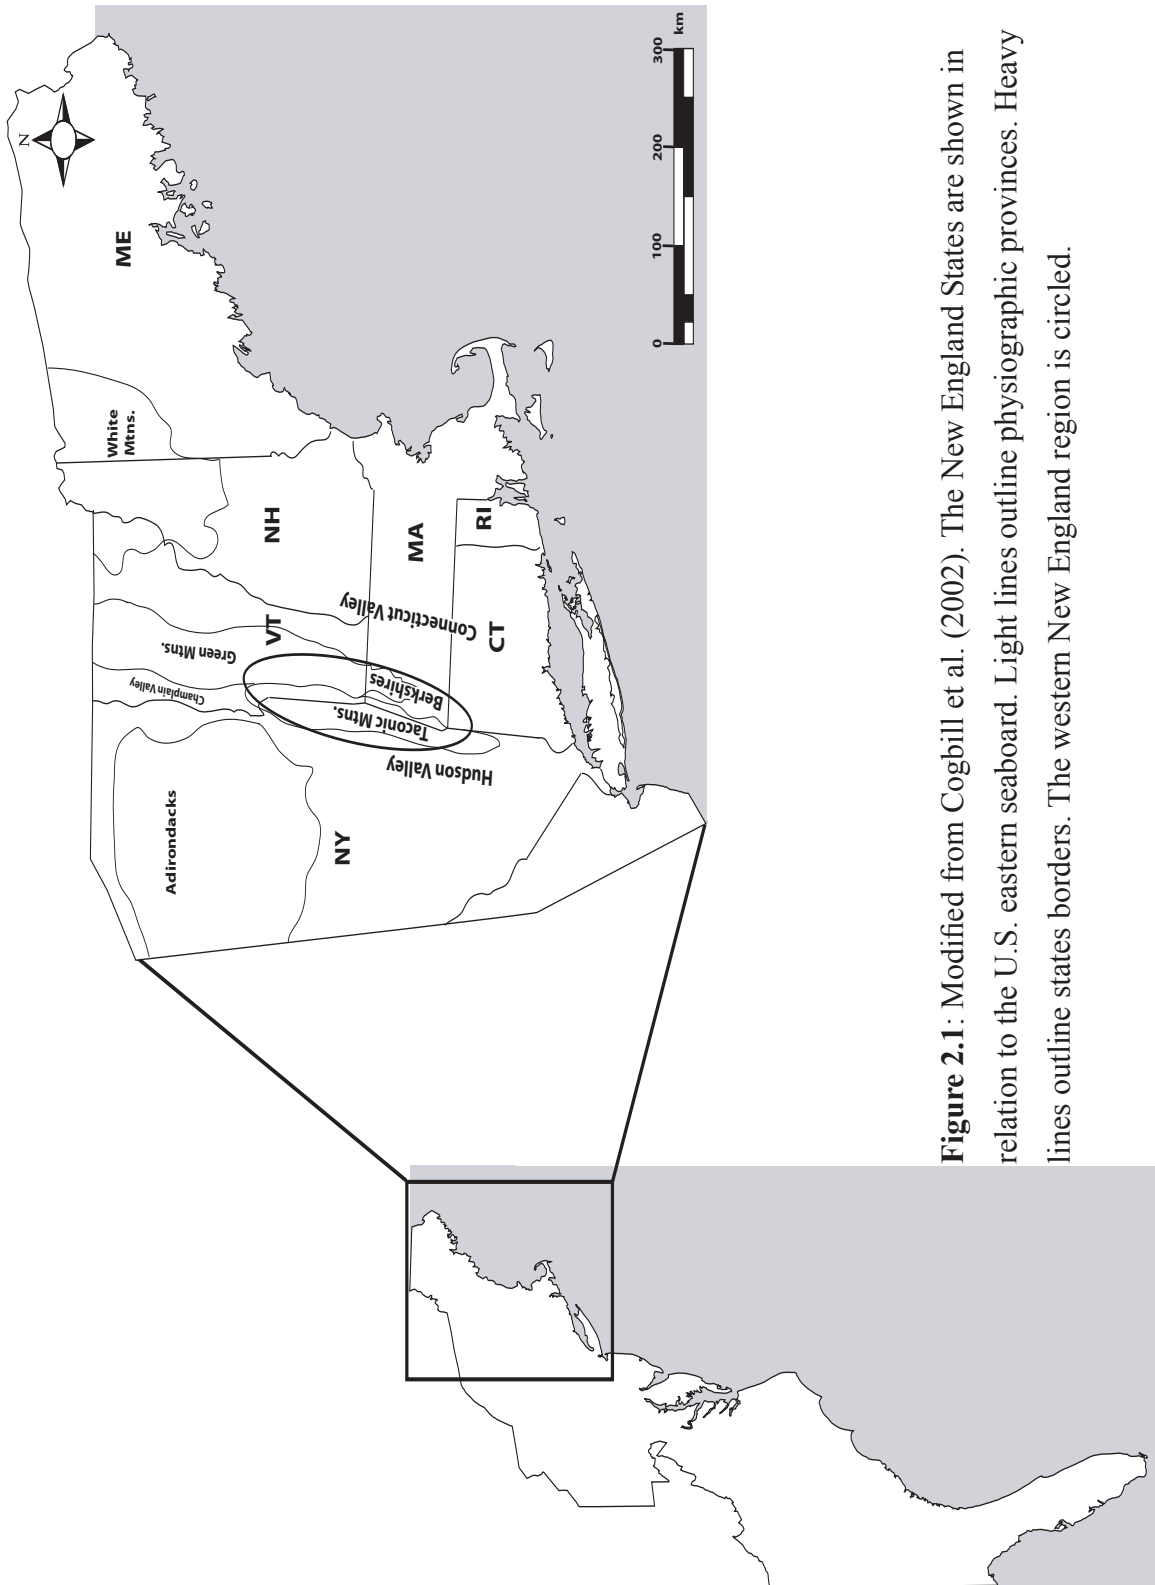 N
ME
White
Mtns.
NH
VT
MA
RI
CT
NY
Green Mtns.
Champlain Valley
Connecticut Valley
Berkshires
Taconic Mtns.
Hudson Valley
Adirondacks
0 100 200 300
km
Figure 2.1: Modified from Cogbill et al. (2002). The New England States are shown in
relation to the U.S. eastern seaboard. Light lines outline physiographic provinces. Heavy
lines outline states borders. The western New England region is circled.